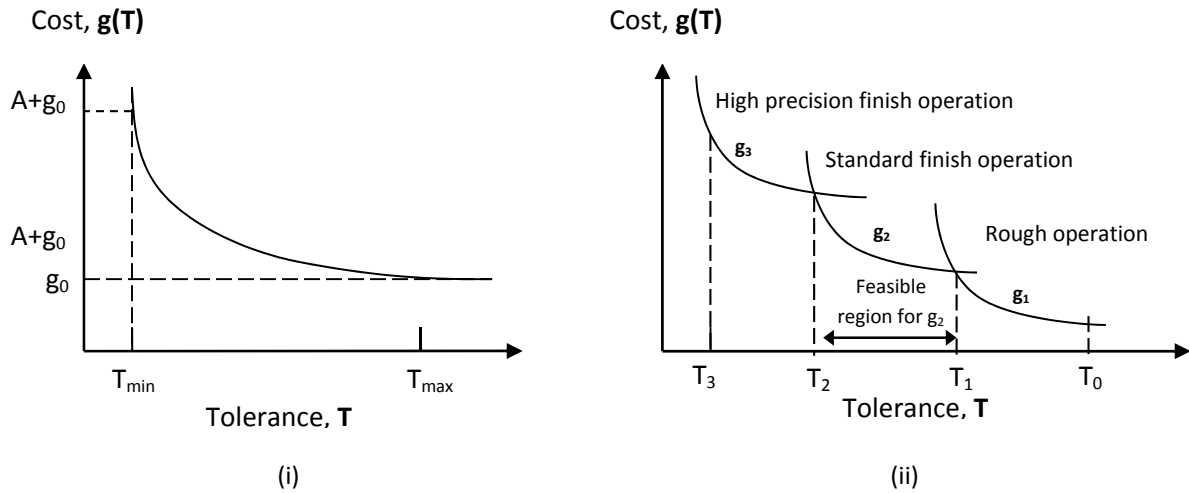 Cost, g(T)
A+g₀
A+g₀
g₀
Tmin
Tmax
Tolerance, T
(i)
Cost, g(T)
High precision finish operation
g₃
Standard finish operation
g₂
Rough operation
Feasible
region for g₂
g₁
T₃
T₂
T₁
T₀
Tolerance, T
(ii)